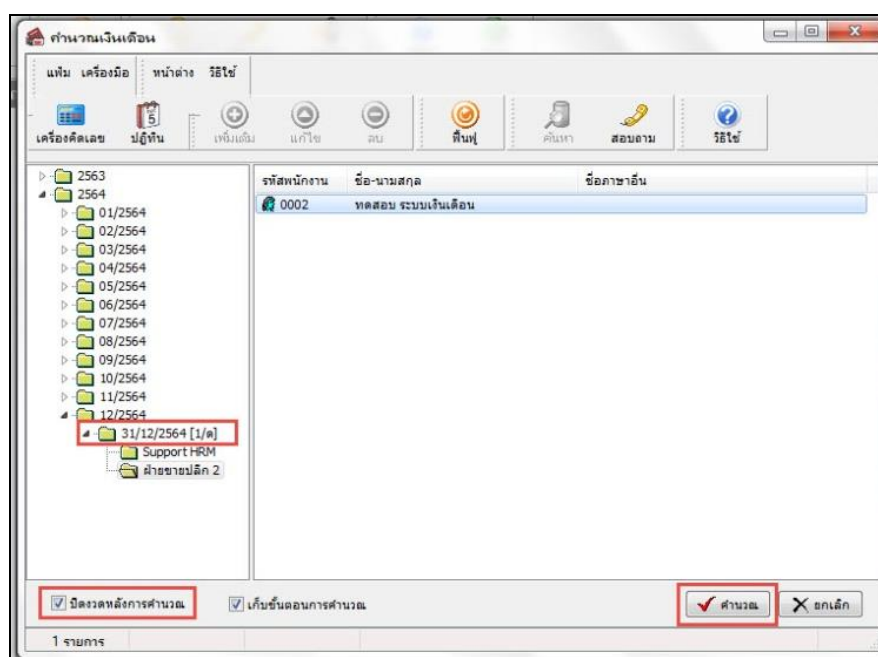 คำนวณเงินเดือน
แฟ้ม เครื่องมือ หน้าต่าง วิธีใช้
5
เครื่องคิดเลข ปฏิทิน เพิ่มเติม แก้ไข ลบ ฟื้นฟู ค้นหา สอบถาม วิธีใช้
2563
2564
01/2564
02/2564
03/2564
04/2564
05/2564
06/2564
07/2564
08/2564
09/2564
10/2564
11/2564
12/2564
31/12/2564 [1/ด]
Support HRM
ฝ่ายขายปลีก 2
รหัสพนักงาน ชื่อ-นามสกุล ชื่อภาษาอื่น
0002 ทดสอบ ระบบเงินเดือน
ปิดงวดหลังการคำนวณ เก็บขั้นตอนการคำนวณ คำนวณ ยกเลิก
1 รายการ